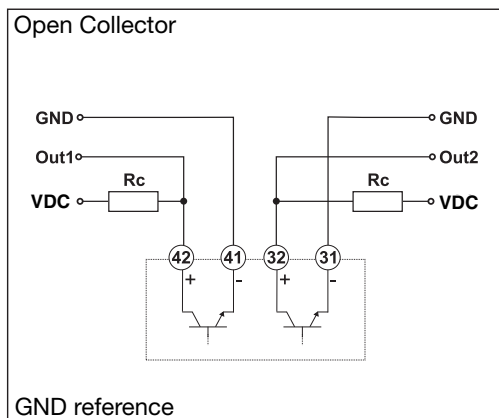 Open Collector
GND GND
Out1 Out2
Rc Rc
VDC VDC
42 41 32 31
+ - + -
GND reference